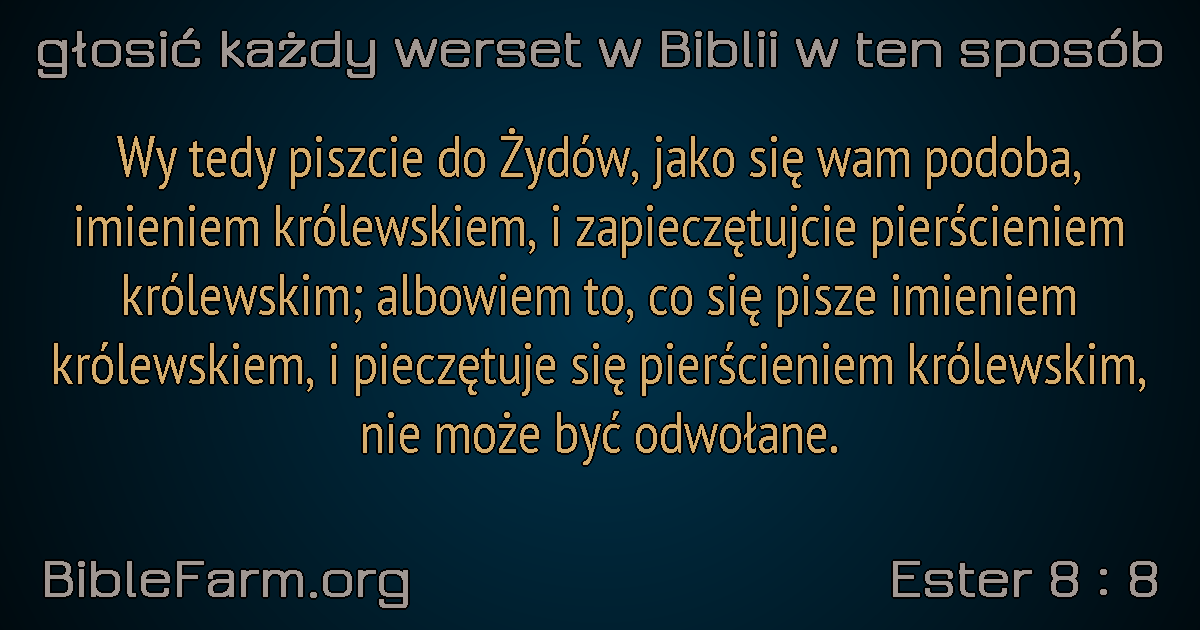 głosić każdy werset w Biblii w ten sposób
Wy tedy piszcie do Żydów, jako się wam podoba,
imieniem królewskiem, i zapieczętujcie pierścieniem
królewskim; albowiem to, co się pisze imieniem
królewskiem, i pieczętuje się pierścieniem królewskim,
nie może być odwołane.
BibleFarm.org
Ester 8 : 8